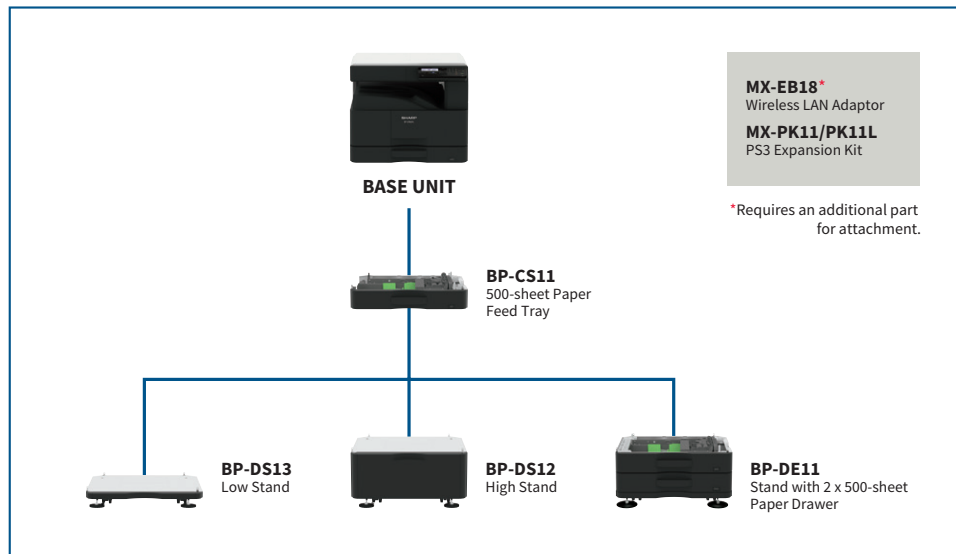 SHARP
BASE UNIT
MX-EB18*
Wireless LAN Adaptor
MX-PK11/PK11L
PS3 Expansion Kit
*Requires an additional part
for attachment.
BP-CS11
500-sheet Paper
Feed Tray
BP-DS13
Low Stand
BP-DS12
High Stand
BP-DE11
Stand with 2 x 500-sheet
Paper Drawer